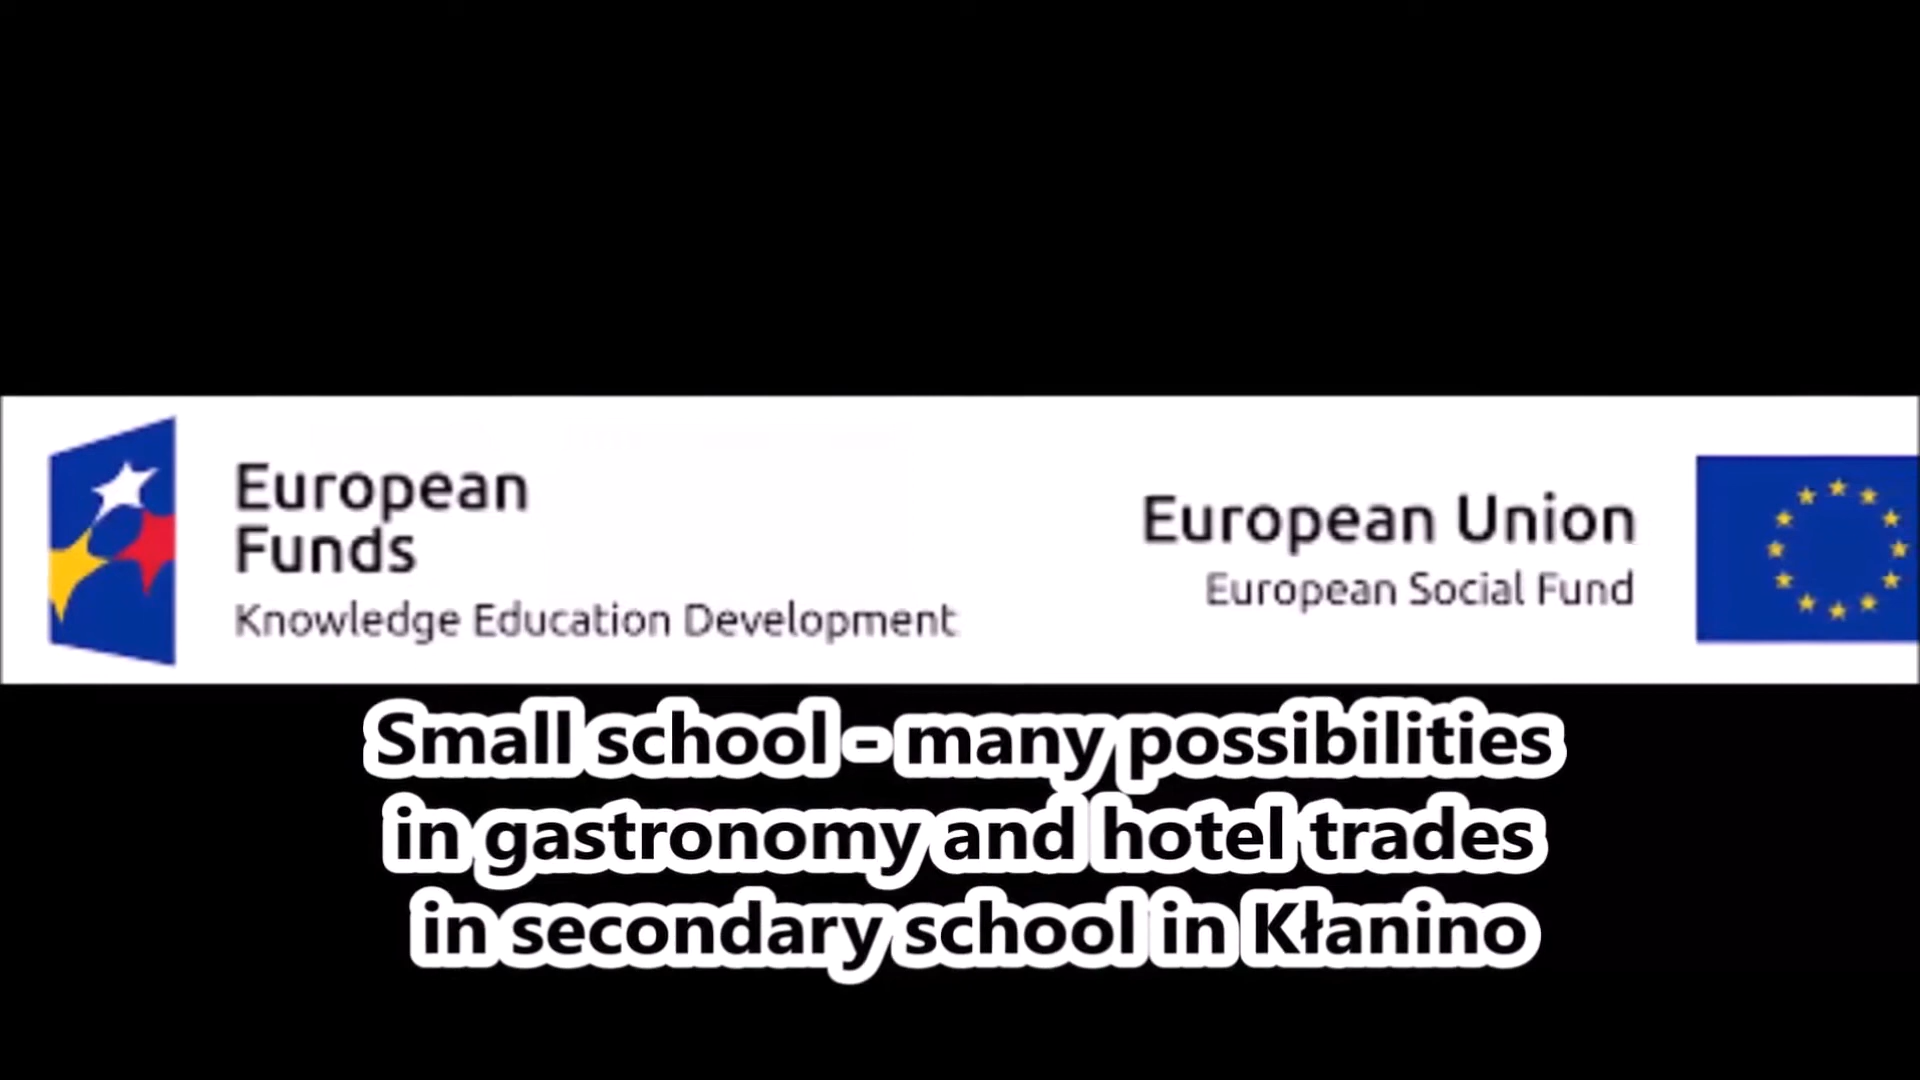 European
Funds
Knowledge Education Development
European Union
European Social Fund
Small school - many possibilities
in gastronomy and hotel trades
in secondary school in Kłanino